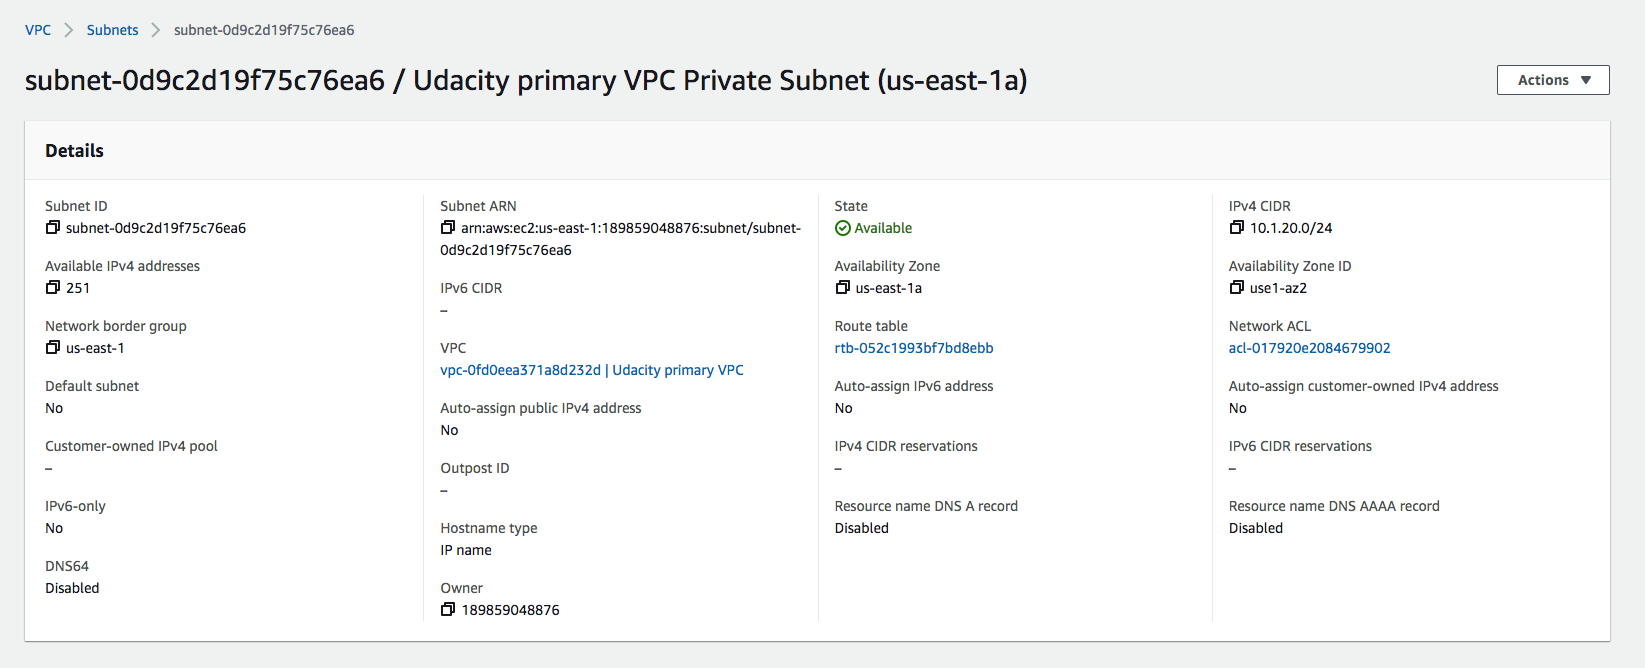 VPC > Subnets > subnet-0d9c2d19f75c76ea6
subnet-0d9c2d19f75c76ea6 / Udacity primary VPC Private Subnet (us-east-1a)
Actions ▼
Details
Subnet ID
subnet-0d9c2d19f75c76ea6
Available IPv4 addresses
251
Network border group
us-east-1
Default subnet
No
Customer-owned IPv4 pool
–
IPv6-only
No
DNS64
Disabled
Subnet ARN
arn:aws:ec2:us-east-1:189859048876:subnet/subnet-
0d9c2d19f75c76ea6
IPv6 CIDR
–
VPC
vpc-0fd0eea371a8d232d | Udacity primary VPC
Auto-assign public IPv4 address
No
Outpost ID
–
Hostname type
IP name
Owner
189859048876
State
Available
Availability Zone
us-east-1a
Route table
rtb-052c1993bf7bd8ebb
Auto-assign IPv6 address
No
IPv4 CIDR reservations
–
Resource name DNS A record
Disabled
IPv4 CIDR
10.1.20.0/24
Availability Zone ID
use1-az2
Network ACL
acl-017920e2084679902
Auto-assign customer-owned IPv4 address
No
IPv6 CIDR reservations
–
Resource name DNS AAAA record
Disabled